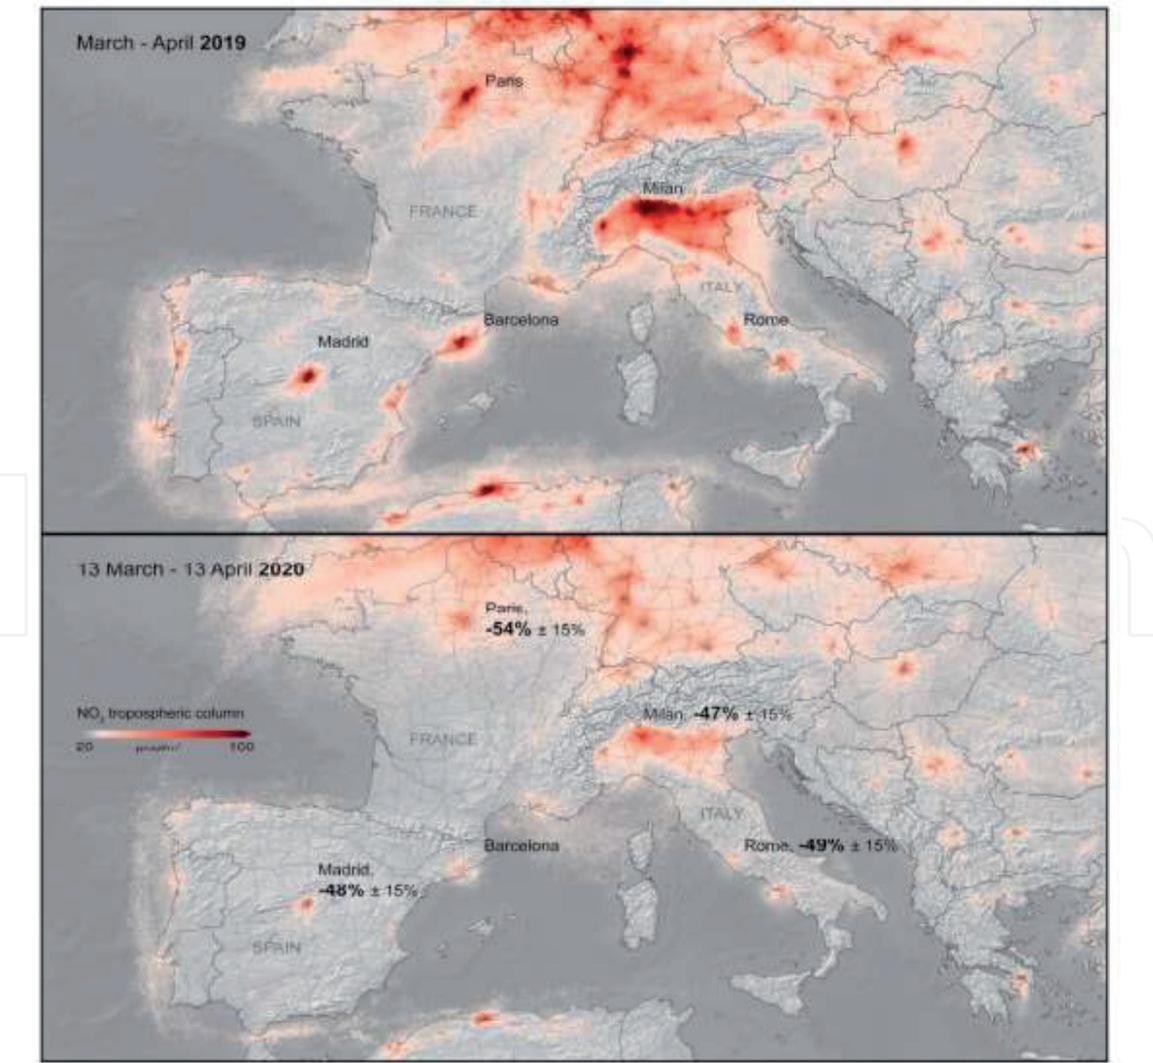 March - April 2019
Paris
Milan
FRANCE
ITALY
Barcelona
Rome
Madrid
SPAIN
13 March - 13 April 2020
Paris,
-54% ± 15%
NO₂ tropospheric column
Milan, -47% ± 15%
20 100
FRANCE
ITALY
Barcelona
Rome, -49% ± 15%
Madrid,
-48% ± 15%
SPAIN